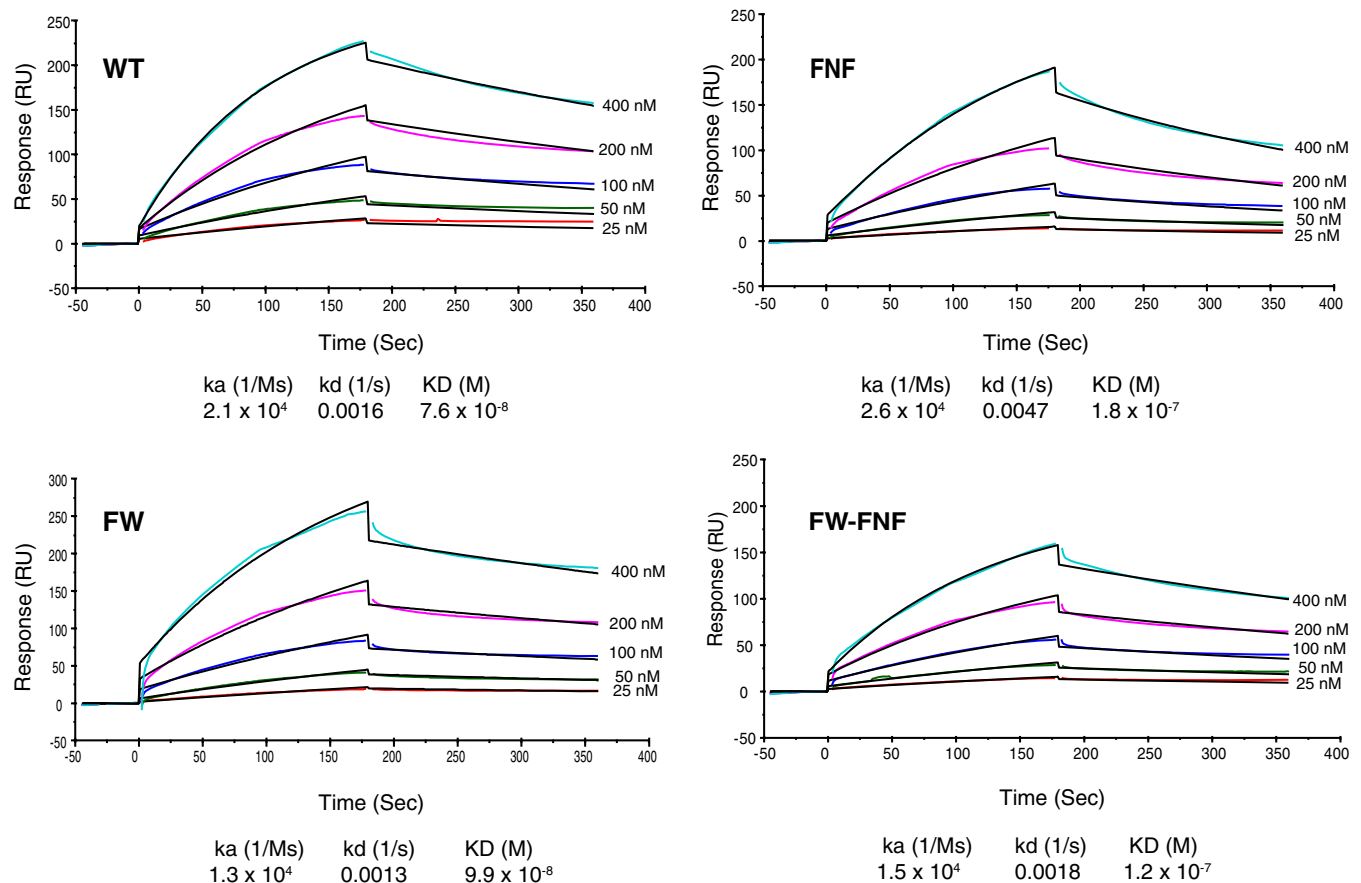 250
200
150
100
50
0
-50
Response (RU)
WT
400 nM
200 nM
100 nM
50 nM
25 nM
-50 0 50 100 150 200 250 300 350 400
Time (Sec)
ka (1/Ms) kd (1/s) KD (M)
2.1 x 10⁴ 0.0016 7.6 x 10⁻⁸
250
200
150
100
50
0
-50
Response (RU)
FNF
400 nM
200 nM
100 nM
50 nM
25 nM
-50 0 50 100 150 200 250 300 350 400
Time (Sec)
ka (1/Ms) kd (1/s) KD (M)
2.6 x 10⁴ 0.0047 1.8 x 10⁻⁷
300
250
200
150
100
50
0
-50
Response (RU)
FW
400 nM
200 nM
100 nM
50 nM
25 nM
-50 0 50 100 150 200 250 300 350 400
Time (Sec)
ka (1/Ms) kd (1/s) KD (M)
1.3 x 10⁴ 0.0013 9.9 x 10⁻⁸
250
200
150
100
50
0
-50
Response (RU)
FW-FNF
400 nM
200 nM
100 nM
50 nM
25 nM
-50 0 50 100 150 200 250 300 350 400
Time (Sec)
ka (1/Ms) kd (1/s) KD (M)
1.5 x 10⁴ 0.0018 1.2 x 10⁻⁷